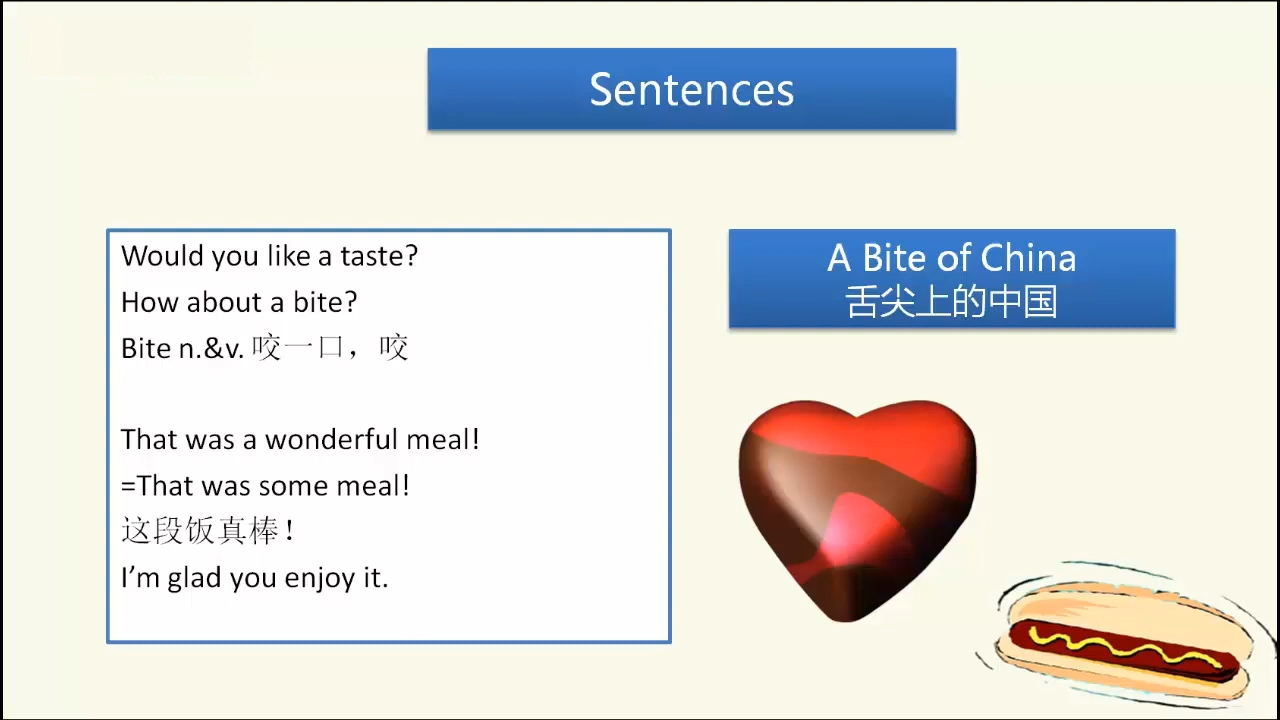 Sentences
Would you like a taste?
How about a bite?
Bite n.&v. 咬一口，咬
That was a wonderful meal!
=That was some meal!
这段饭真棒！
I’m glad you enjoy it.
A Bite of China
舌尖上的中国